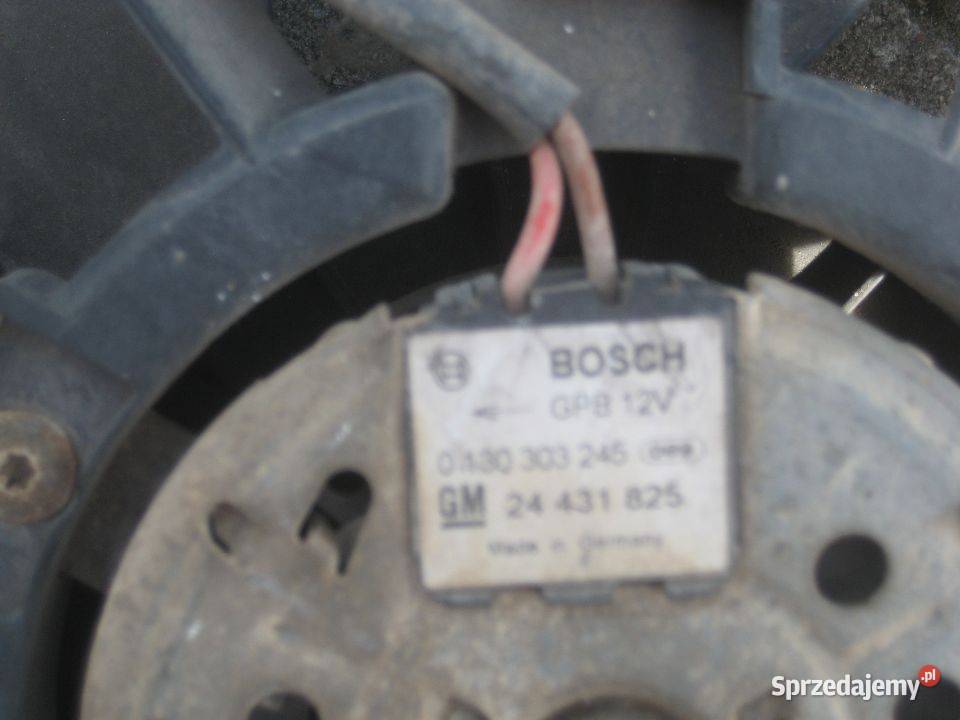 BOSCH
GPB 12V
0 130 303 245
GM 24 431 825
Made in Germany
Sprzedajemy.pl